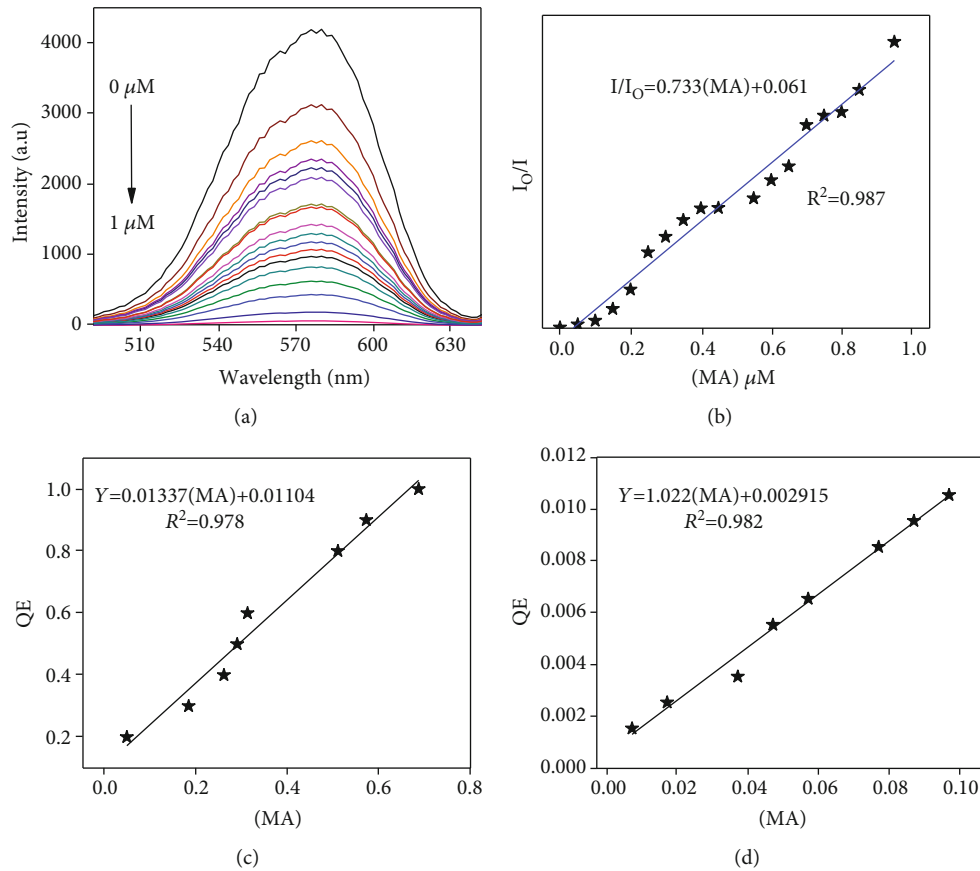 4000
3000
2000
1000
0
0 μM
1 μM
Intensity (a.u)
510
540
570
600
630
Wavelength (nm)
(a)
I/I_O=0.733(MA)+0.061
R²=0.987
I_O/I
0.0
0.2
0.4
0.6
0.8
1.0
(MA) μM
(b)
1.0
0.8
0.6
0.4
0.2
Y=0.01337(MA)+0.01104
R²=0.978
QE
0.0
0.2
0.4
0.6
0.8
(MA)
(c)
0.012
0.010
0.008
0.006
0.004
0.002
0.000
Y=1.022(MA)+0.002915
R²=0.982
QE
0.00
0.02
0.04
0.06
0.08
0.10
(MA)
(d)